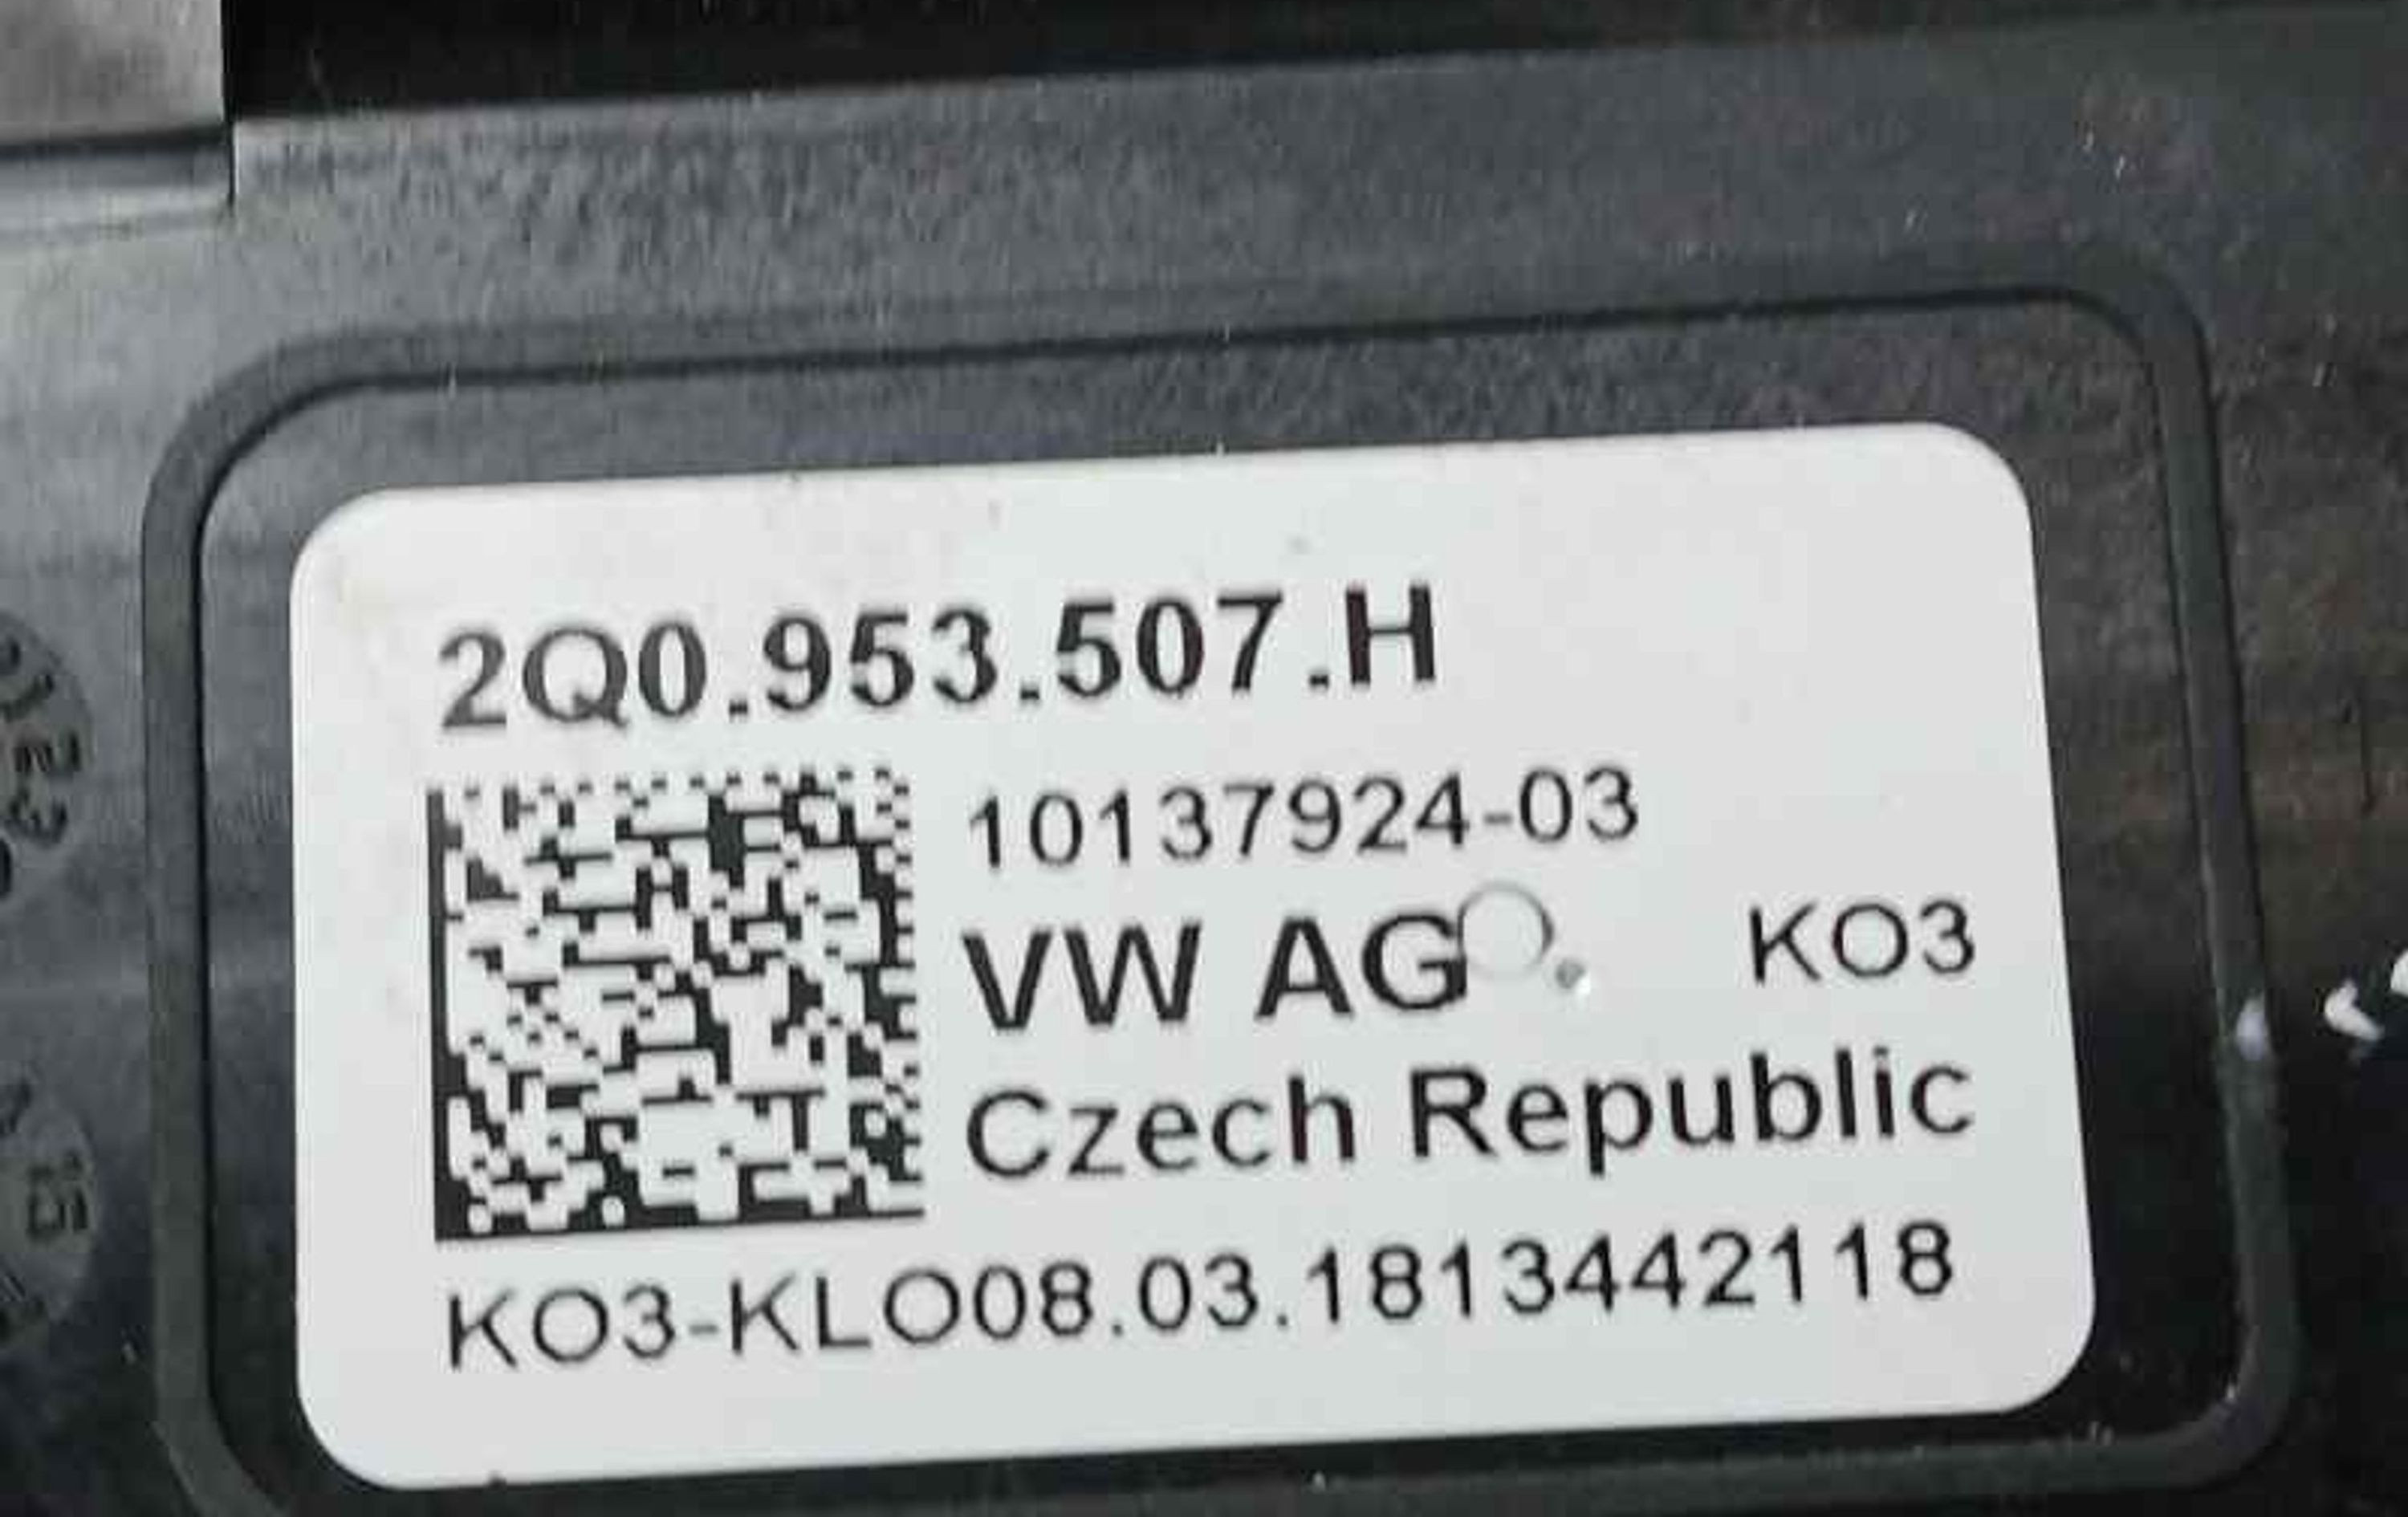 2Q0.953.507.H
10137924-03
VW AG KO3
Czech Republic
KO3-KLO08.03.1813442118